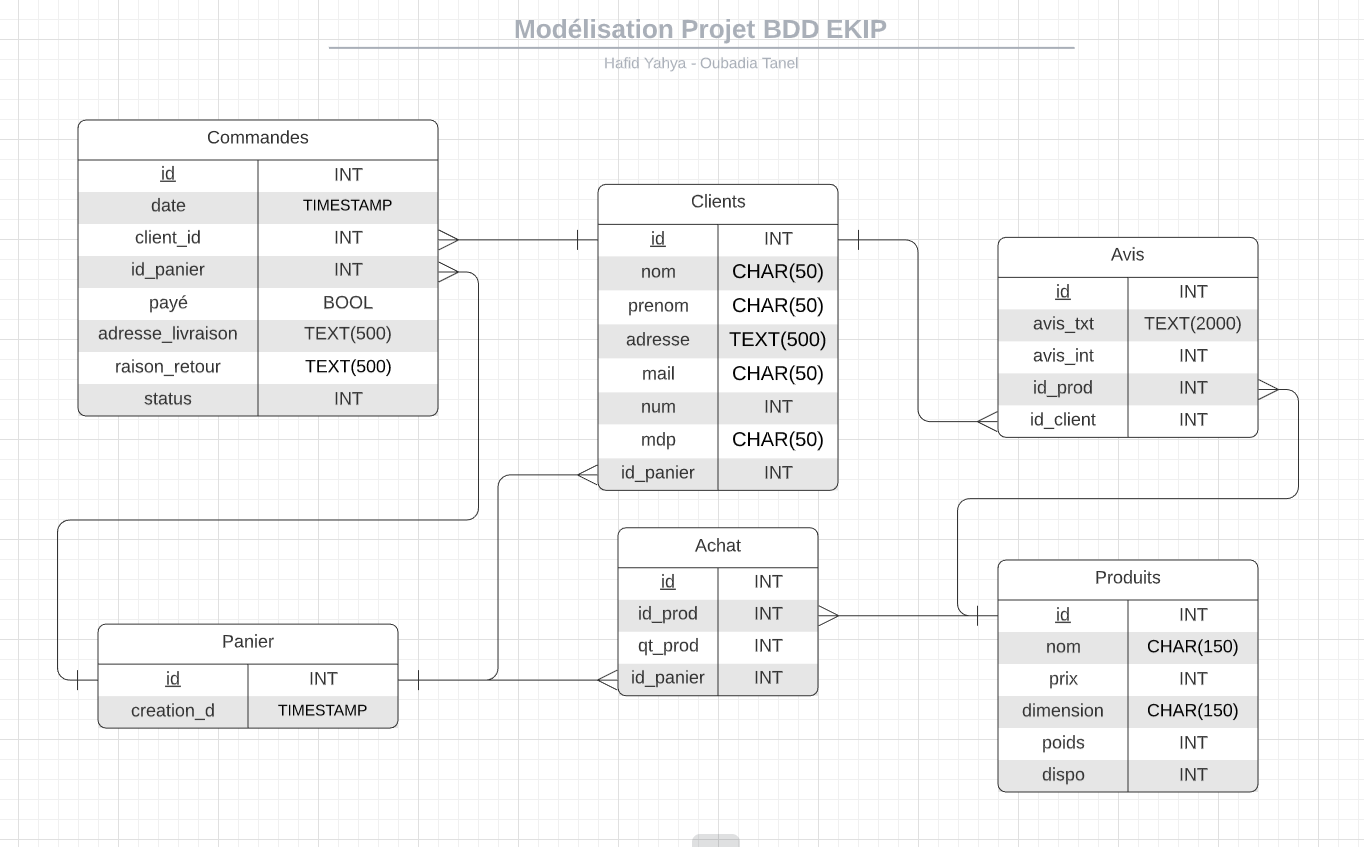 Modélisation Projet BDD EKIP
Hafid Yahya - Oubadia Tanel
Commandes
id INT
date TIMESTAMP
client_id INT
id_panier INT
payé BOOL
adresse_livraison TEXT(500)
raison_retour TEXT(500)
status INT
Clients
id INT
nom CHAR(50)
prenom CHAR(50)
adresse TEXT(500)
mail CHAR(50)
num INT
mdp CHAR(50)
id_panier INT
Avis
id INT
avis_txt TEXT(2000)
avis_int INT
id_prod INT
id_client INT
Achat
id INT
id_prod INT
qt_prod INT
id_panier INT
Panier
id INT
creation_d TIMESTAMP
Produits
id INT
nom CHAR(150)
prix INT
dimension CHAR(150)
poids INT
dispo INT